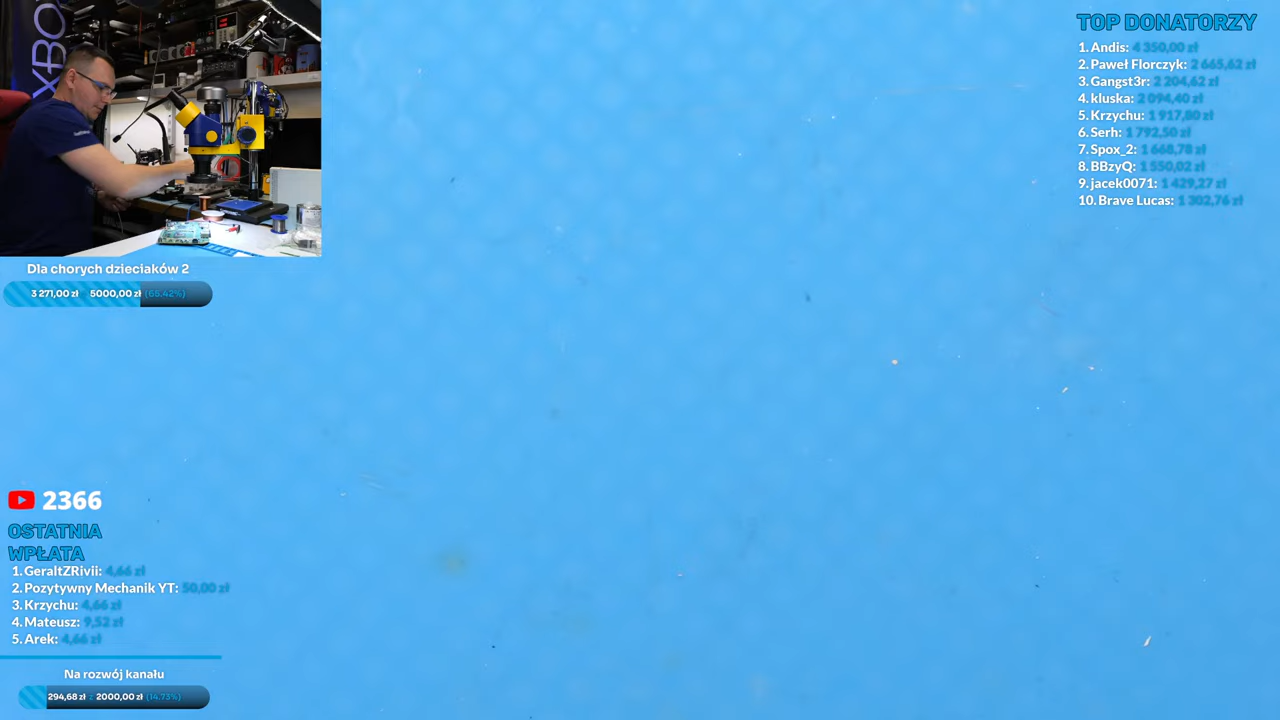 XBO
Dla chorych dzieciaków 2
3 271,00 zł 5000,00 zł (65.42%)
TOP DONATORZY
1. Andis: 4 350,00 zł
2. Paweł Florczyk: 2 665,62 zł
3. Gangst3r: 2 204,62 zł
4. kluska: 2 094,40 zł
5. Krzychu: 1 917,80 zł
6. Serh: 1 792,50 zł
7. Spox_2: 1 668,78 zł
8. BBzyQ: 1 550,02 zł
9. jacek0071: 1 429,27 zł
10. Brave Lucas: 1 302,76 zł
2366
OSTATNIA
WPŁATA
1. GeraltZRivii: 4,66 zł
2. Pozytywny Mechanik YT: 50,00 zł
3. Krzychu: 4,66 zł
4. Mateusz: 9,52 zł
5. Arek: 4,66 zł
Na rozwój kanału
294,68 zł z 2000,00 zł (14.73%)